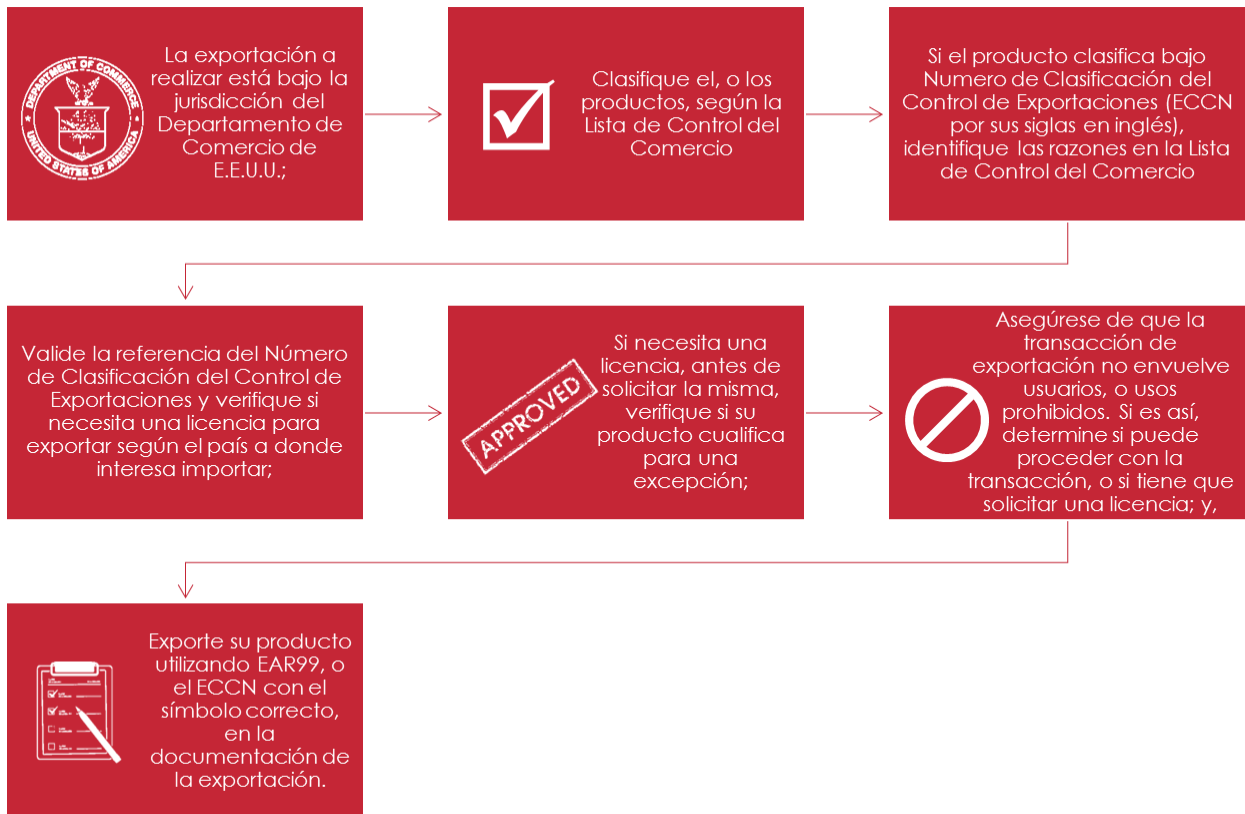 DEPARTMENT OF COMMERCE
UNITED STATES OF AMERICA
La exportación a
realizar está bajo la
jurisdicción del
Departamento de
Comercio de
E.E.U.U.;
Clasifique el, o los
productos, según la
Lista de Control del
Comercio
Si el producto clasifica bajo
Numero de Clasificación del
Control de Exportaciones (ECCN
por sus siglas en inglés),
identifique las razones en la Lista
de Control del Comercio
Valide la referencia del Número
de Clasificación del Control de
Exportaciones y verifique si
necesita una licencia para
exportar según el país a donde
interesa importar;
APPROVED
Si necesita una
licencia, antes de
solicitar la misma,
verifique si su
producto cualifica
para una
excepción;
Asegúrese de que la
transacción de
exportación no envuelve
usuarios, o usos
prohibidos. Si es así,
determine si puede
proceder con la
transacción, o si tiene que
solicitar una licencia; y,
Exporte su producto
utilizando EAR99, o
el ECCN con el
símbolo correcto,
en la
documentación de
la exportación.